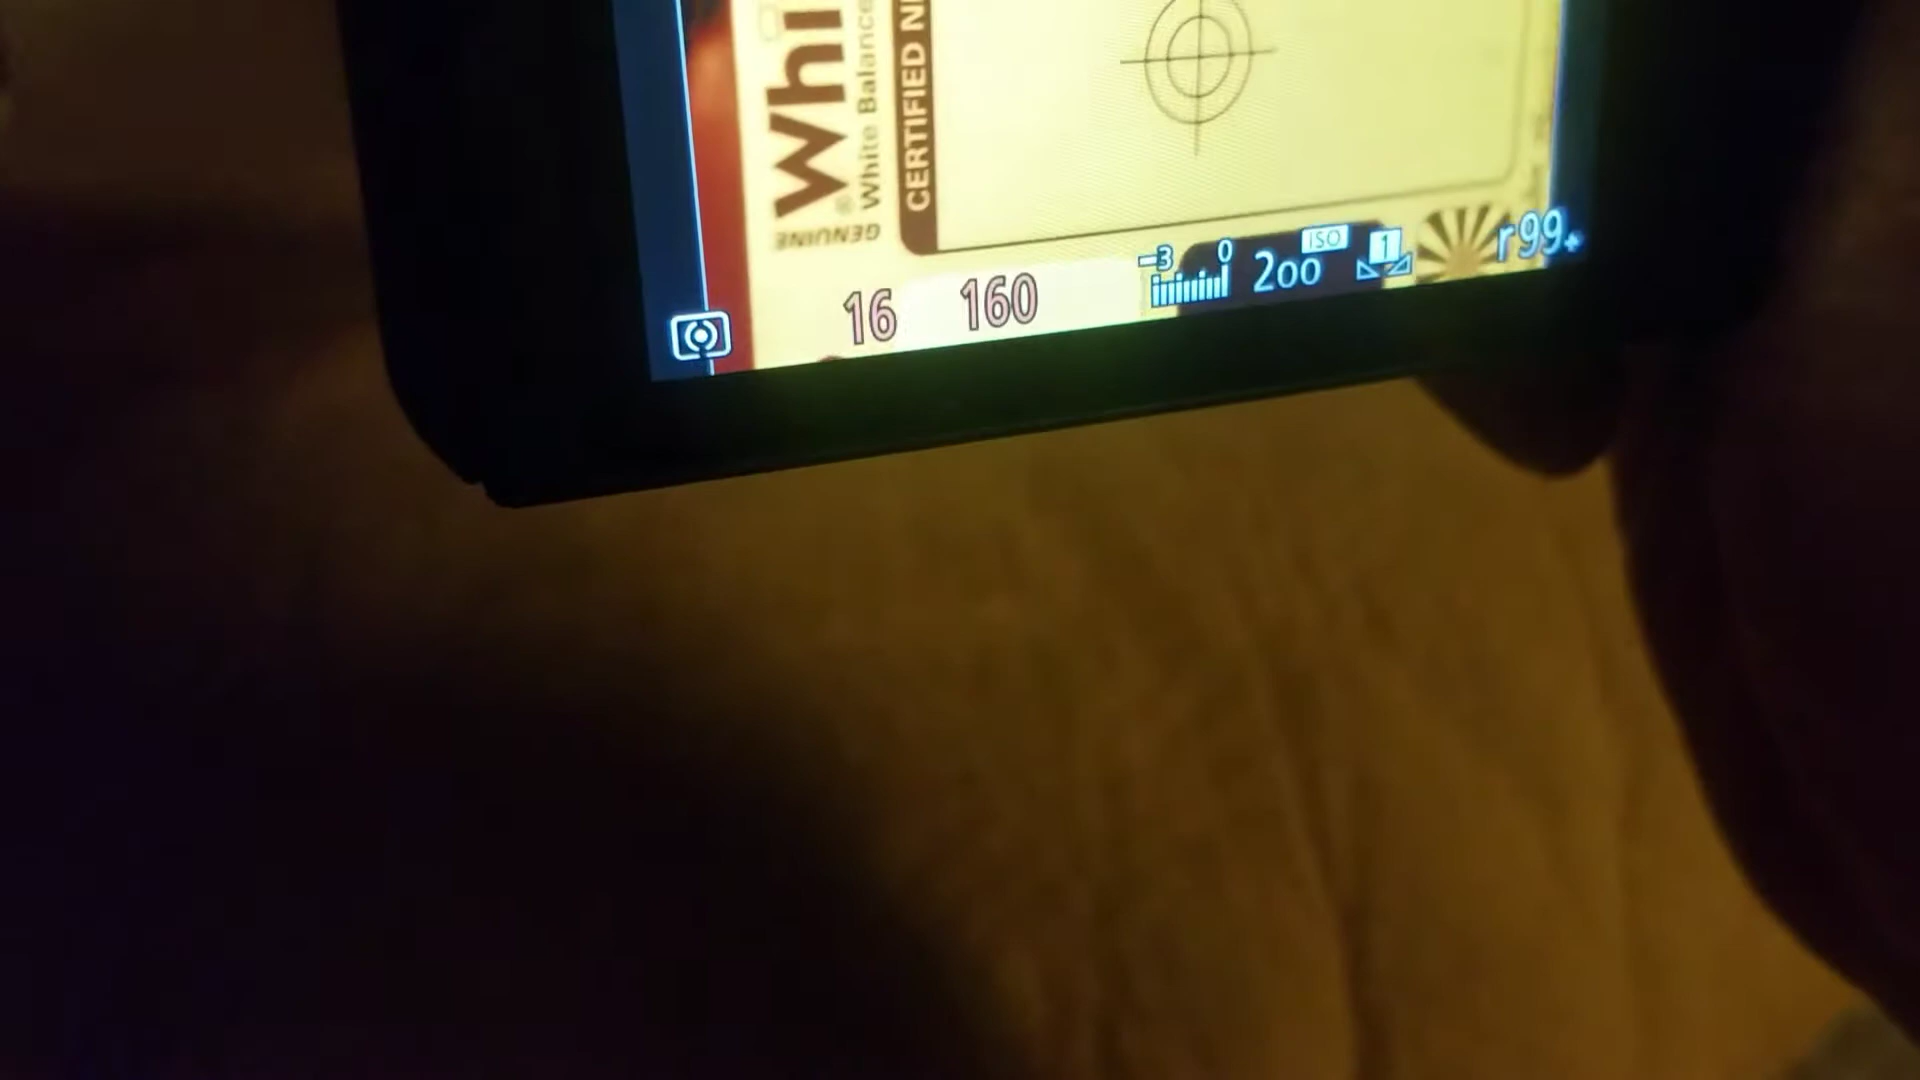 Whi
®
White Balance
GENUINE
CERTIFIED N
16 160 -3 0 200 ISO 1 r99+